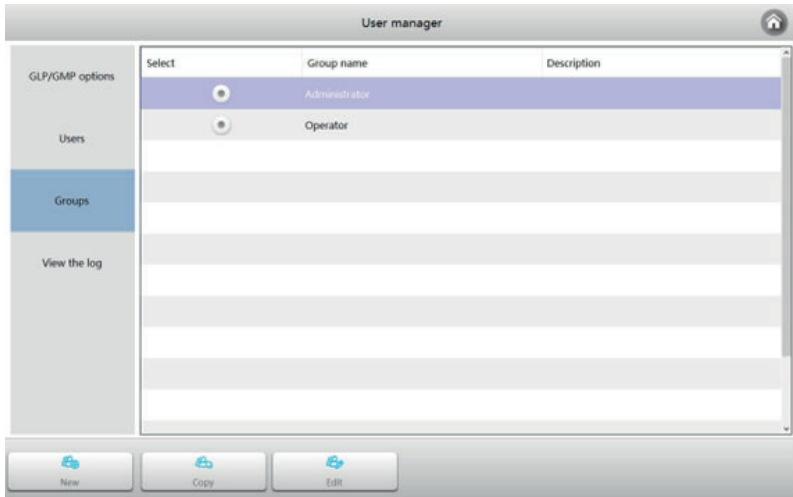 User manager
GLP/GMP options
Users
Groups
View the log
Select Group name Description
Administrator
Operator
New Copy Edit